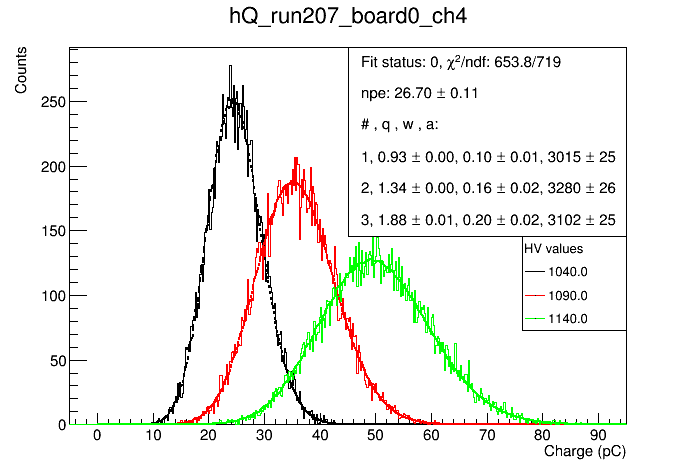 hQ_run207_board0_ch4
Counts
Fit status: 0, χ²/ndf: 653.8/719
npe: 26.70 ± 0.11
# , q , w , a:
1, 0.93 ± 0.00, 0.10 ± 0.01, 3015 ± 25
2, 1.34 ± 0.00, 0.16 ± 0.02, 3280 ± 26
3, 1.88 ± 0.01, 0.20 ± 0.02, 3102 ± 25
HV values
1040.0
1090.0
1140.0
250
200
150
100
50
0
0 10 20 30 40 50 60 70 80 90
Charge (pC)